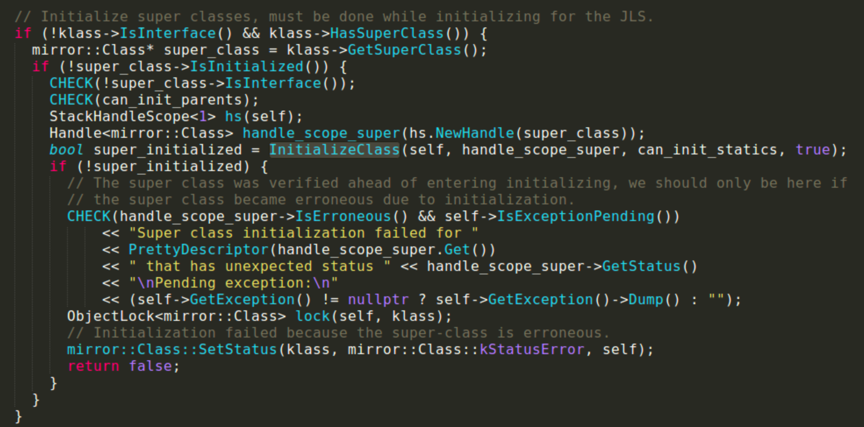 // Initialize super classes, must be done while initializing for the JLS.
if (!klass->IsInterface() && klass->HasSuperClass()) {
  mirror::Class* super_class = klass->GetSuperClass();
  if (!super_class->IsInitialized()) {
    CHECK(!super_class->IsInterface());
    CHECK(can_init_parents);
    StackHandleScope<1> hs(self);
    Handle<mirror::Class> handle_scope_super(hs.NewHandle(super_class));
    bool super_initialized = InitializeClass(self, handle_scope_super, can_init_statics, true);
    if (!super_initialized) {
      // The super class was verified ahead of entering initializing, we should only be here if
      // the super class became erroneous due to initialization.
      CHECK(handle_scope_super->IsErroneous() && self->IsExceptionPending())
          << "Super class initialization failed for "
          << PrettyDescriptor(handle_scope_super.Get())
          << " that has unexpected status " << handle_scope_super->GetStatus()
          << "\nPending exception:\n"
          << (self->GetException() != nullptr ? self->GetException()->Dump() : "");
      ObjectLock<mirror::Class> lock(self, klass);
      // Initialization failed because the super-class is erroneous.
      mirror::Class::SetStatus(klass, mirror::Class::kStatusError, self);
      return false;
    }
  }
}